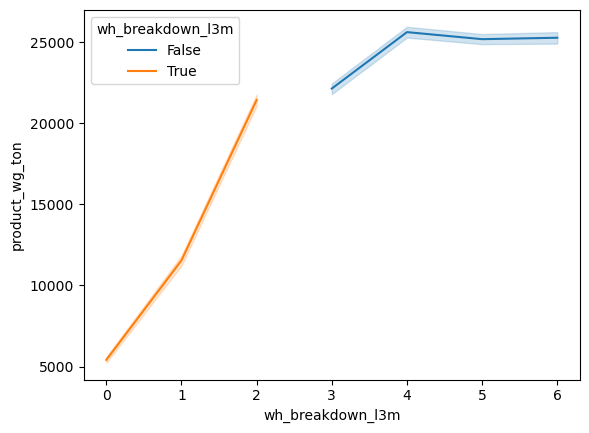 wh_breakdown_l3m
False
True
25000
20000
15000
10000
5000
product_wg_ton
0 1 2 3 4 5 6
wh_breakdown_l3m